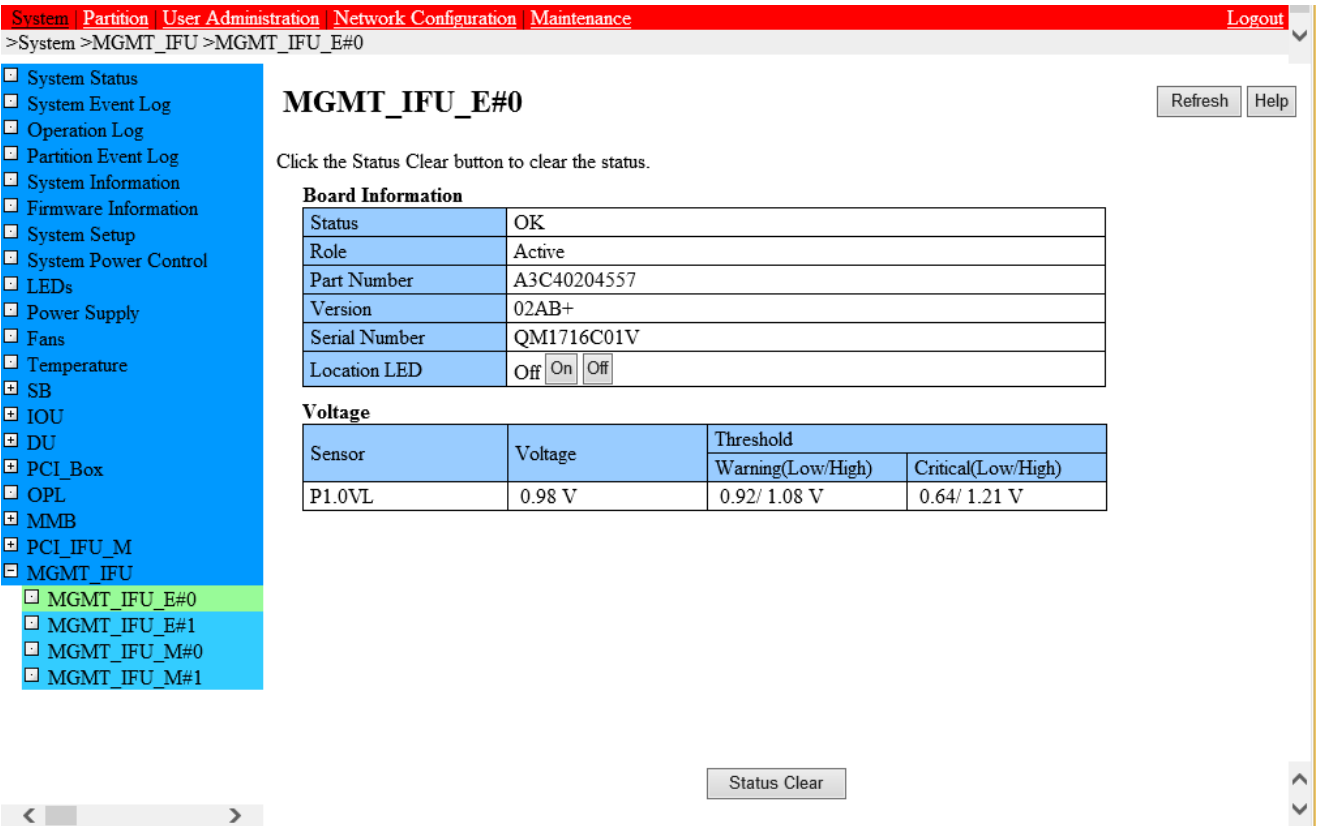 System | Partition | User Administration | Network Configuration | Maintenance Logout
>System >MGMT_IFU >MGMT_IFU_E#0
System Status
System Event Log
Operation Log
Partition Event Log
System Information
Firmware Information
System Setup
System Power Control
LEDs
Power Supply
Fans
Temperature
SB
IOU
DU
PCI_Box
OPL
MMB
PCI_IFU_M
MGMT_IFU
MGMT_IFU_E#0
MGMT_IFU_E#1
MGMT_IFU_M#0
MGMT_IFU_M#1
MGMT_IFU_E#0
Refresh Help
Click the Status Clear button to clear the status.
Board Information
Status OK
Role Active
Part Number A3C40204557
Version 02AB+
Serial Number QM1716C01V
Location LED Off On Off
Voltage
Sensor Voltage Threshold
Warning(Low/High) Critical(Low/High)
P1.0VL 0.98 V 0.92/ 1.08 V 0.64/ 1.21 V
Status Clear